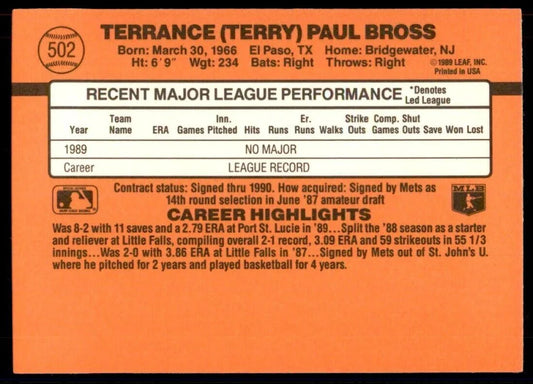 502
TERRANCE (TERRY) PAUL BROSS
Born: March 30, 1966 El Paso, TX Home: Bridgewater, NJ
Ht: 6'9" Wgt: 234 Bats: Right Throws: Right
©1989 LEAF, INC.
Printed in USA
RECENT MAJOR LEAGUE PERFORMANCE *Denotes Led League
Year Team Name ERA Games Inn. Pitched Hits Runs Er. Runs Walks Strike Outs Comp. Games Shut Outs Save Won Lost
1989 NO MAJOR
Career LEAGUE RECORD
Contract status: Signed thru 1990. How acquired: Signed by Mets as
14th round selection in June '87 amateur draft
MLB
CAREER HIGHLIGHTS
Was 8-2 with 11 saves and a 2.79 ERA at Port St. Lucie in '89...Split the '88 season as a starter
and reliever at Little Falls, compiling overall 2-1 record, 3.09 ERA and 59 strikeouts in 55 1/3
innings...Was 2-0 with 3.86 ERA at Little Falls in '87...Signed by Mets out of St. John's U.
where he pitched for 2 years and played basketball for 4 years.